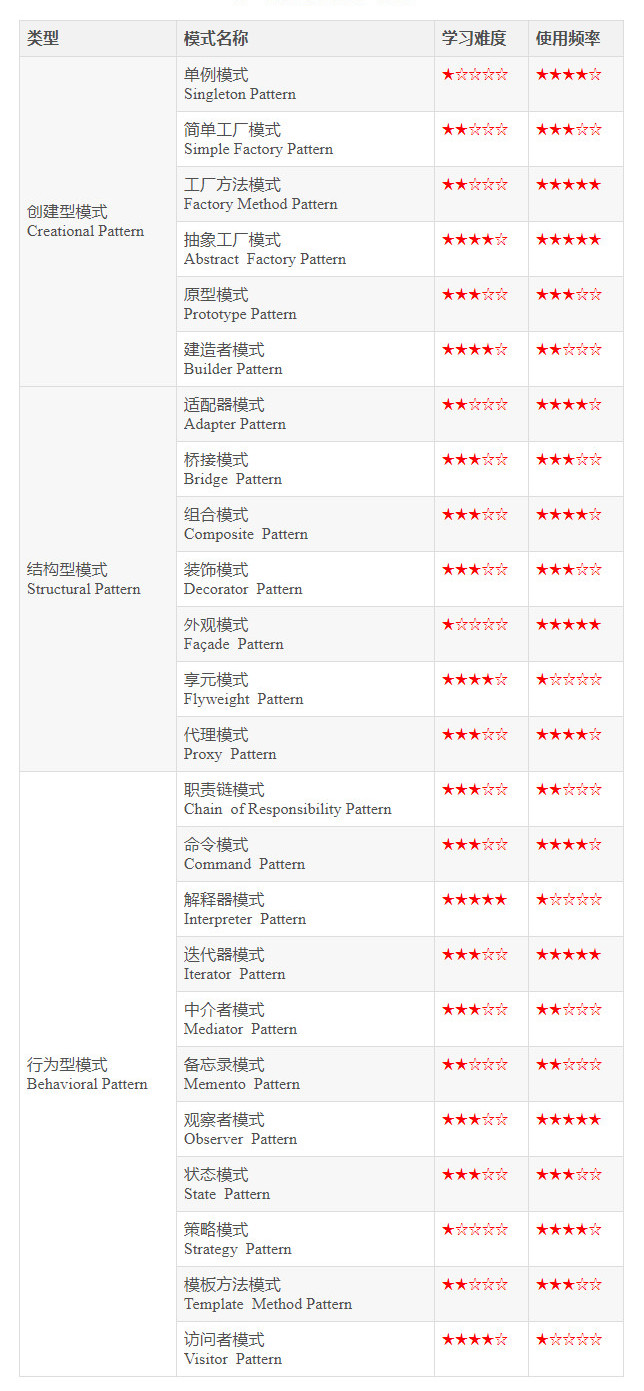 类型 模式名称 学习难度 使用频率
单例模式 ★☆☆☆☆ ★★★★☆
Singleton Pattern
简单工厂模式 ★★☆☆☆ ★★★☆☆
Simple Factory Pattern
工厂方法模式 ★★☆☆☆ ★★★★★
Factory Method Pattern
创建型模式
Creational Pattern
抽象工厂模式 ★★★★☆ ★★★★★
Abstract Factory Pattern
原型模式 ★★★☆☆ ★★★☆☆
Prototype Pattern
建造者模式 ★★★★☆ ★★☆☆☆
Builder Pattern
适配器模式 ★★☆☆☆ ★★★★☆
Adapter Pattern
桥接模式 ★★★☆☆ ★★★☆☆
Bridge Pattern
组合模式 ★★★☆☆ ★★★★☆
Composite Pattern
结构型模式
Structural Pattern
装饰模式 ★★★☆☆ ★★★☆☆
Decorator Pattern
外观模式 ★☆☆☆☆ ★★★★★
Façade Pattern
享元模式 ★★★★☆ ★☆☆☆☆
Flyweight Pattern
代理模式 ★★★☆☆ ★★★★☆
Proxy Pattern
职责链模式 ★★★☆☆ ★★☆☆☆
Chain of Responsibility Pattern
命令模式 ★★★☆☆ ★★★★☆
Command Pattern
解释器模式 ★★★★★ ★☆☆☆☆
Interpreter Pattern
迭代器模式 ★★★☆☆ ★★★★★
Iterator Pattern
中介者模式 ★★★☆☆ ★★☆☆☆
Mediator Pattern
行为型模式
Behavioral Pattern
备忘录模式 ★★☆☆☆ ★★☆☆☆
Memento Pattern
观察者模式 ★★★☆☆ ★★★★★
Observer Pattern
状态模式 ★★★☆☆ ★★★☆☆
State Pattern
策略模式 ★☆☆☆☆ ★★★★☆
Strategy Pattern
模板方法模式 ★★☆☆☆ ★★★☆☆
Template Method Pattern
访问者模式 ★★★★☆ ★☆☆☆☆
Visitor Pattern